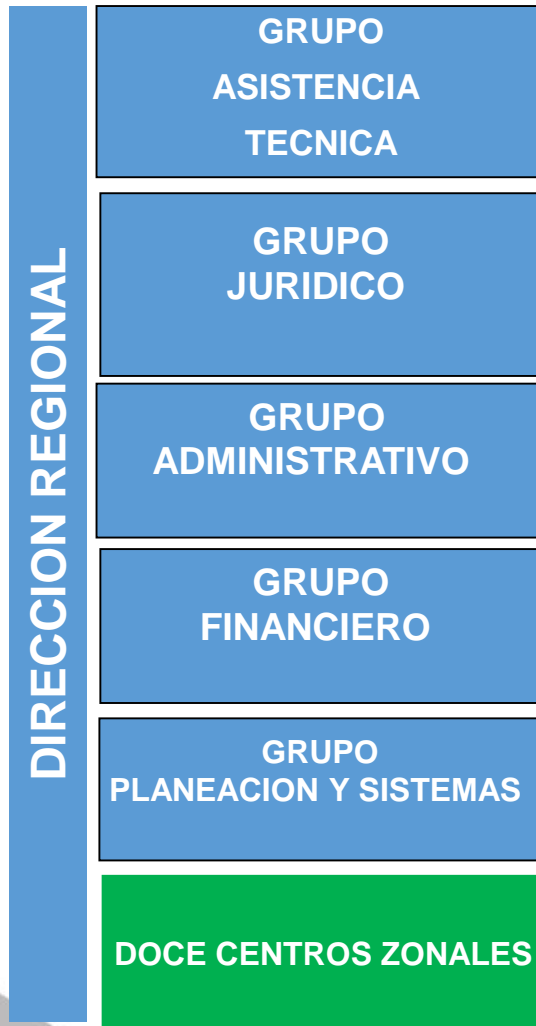 DIRECCION REGIONAL
GRUPO
ASISTENCIA
TECNICA
GRUPO
JURIDICO
GRUPO
ADMINISTRATIVO
GRUPO
FINANCIERO
GRUPO
PLANEACION Y SISTEMAS
DOCE CENTROS ZONALES